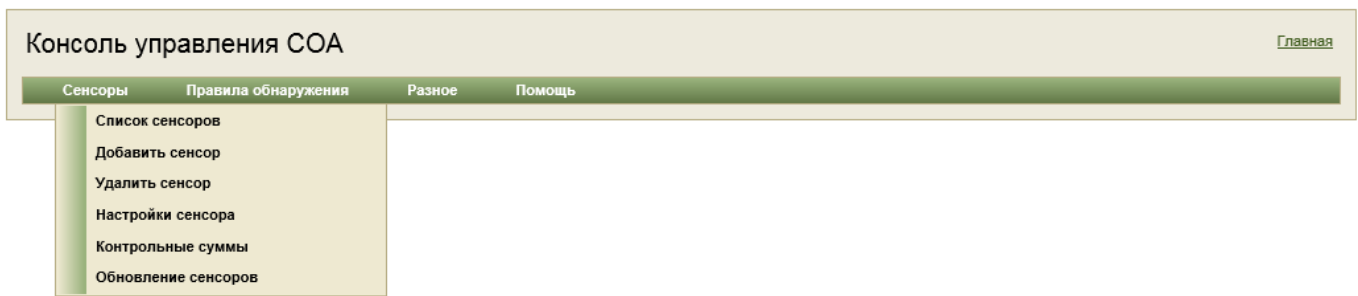 Консоль управления СОА
Главная
Сенсоры Правила обнаружения Разное Помощь
Список сенсоров
Добавить сенсор
Удалить сенсор
Настройки сенсора
Контрольные суммы
Обновление сенсоров